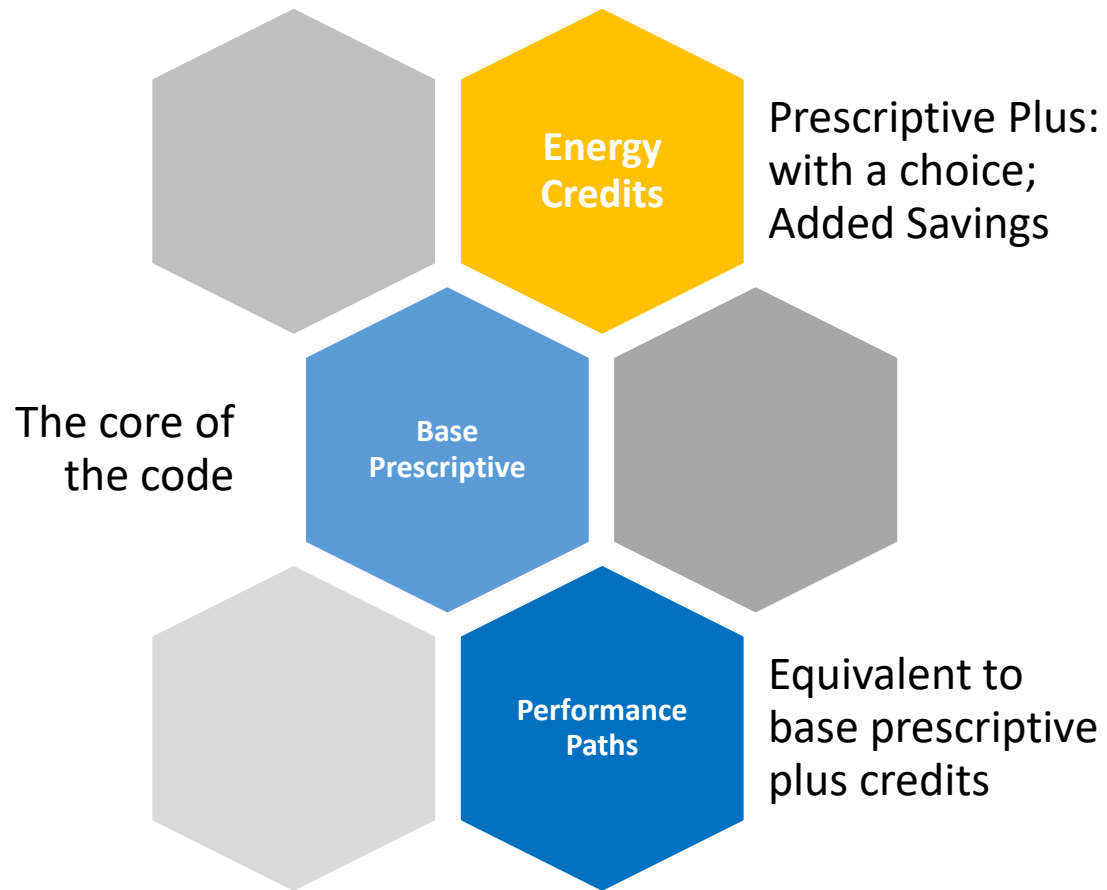 Energy
Credits
Prescriptive Plus:
with a choice;
Added Savings
The core of
the code
Base
Prescriptive
Performance
Paths
Equivalent to
base prescriptive
plus credits